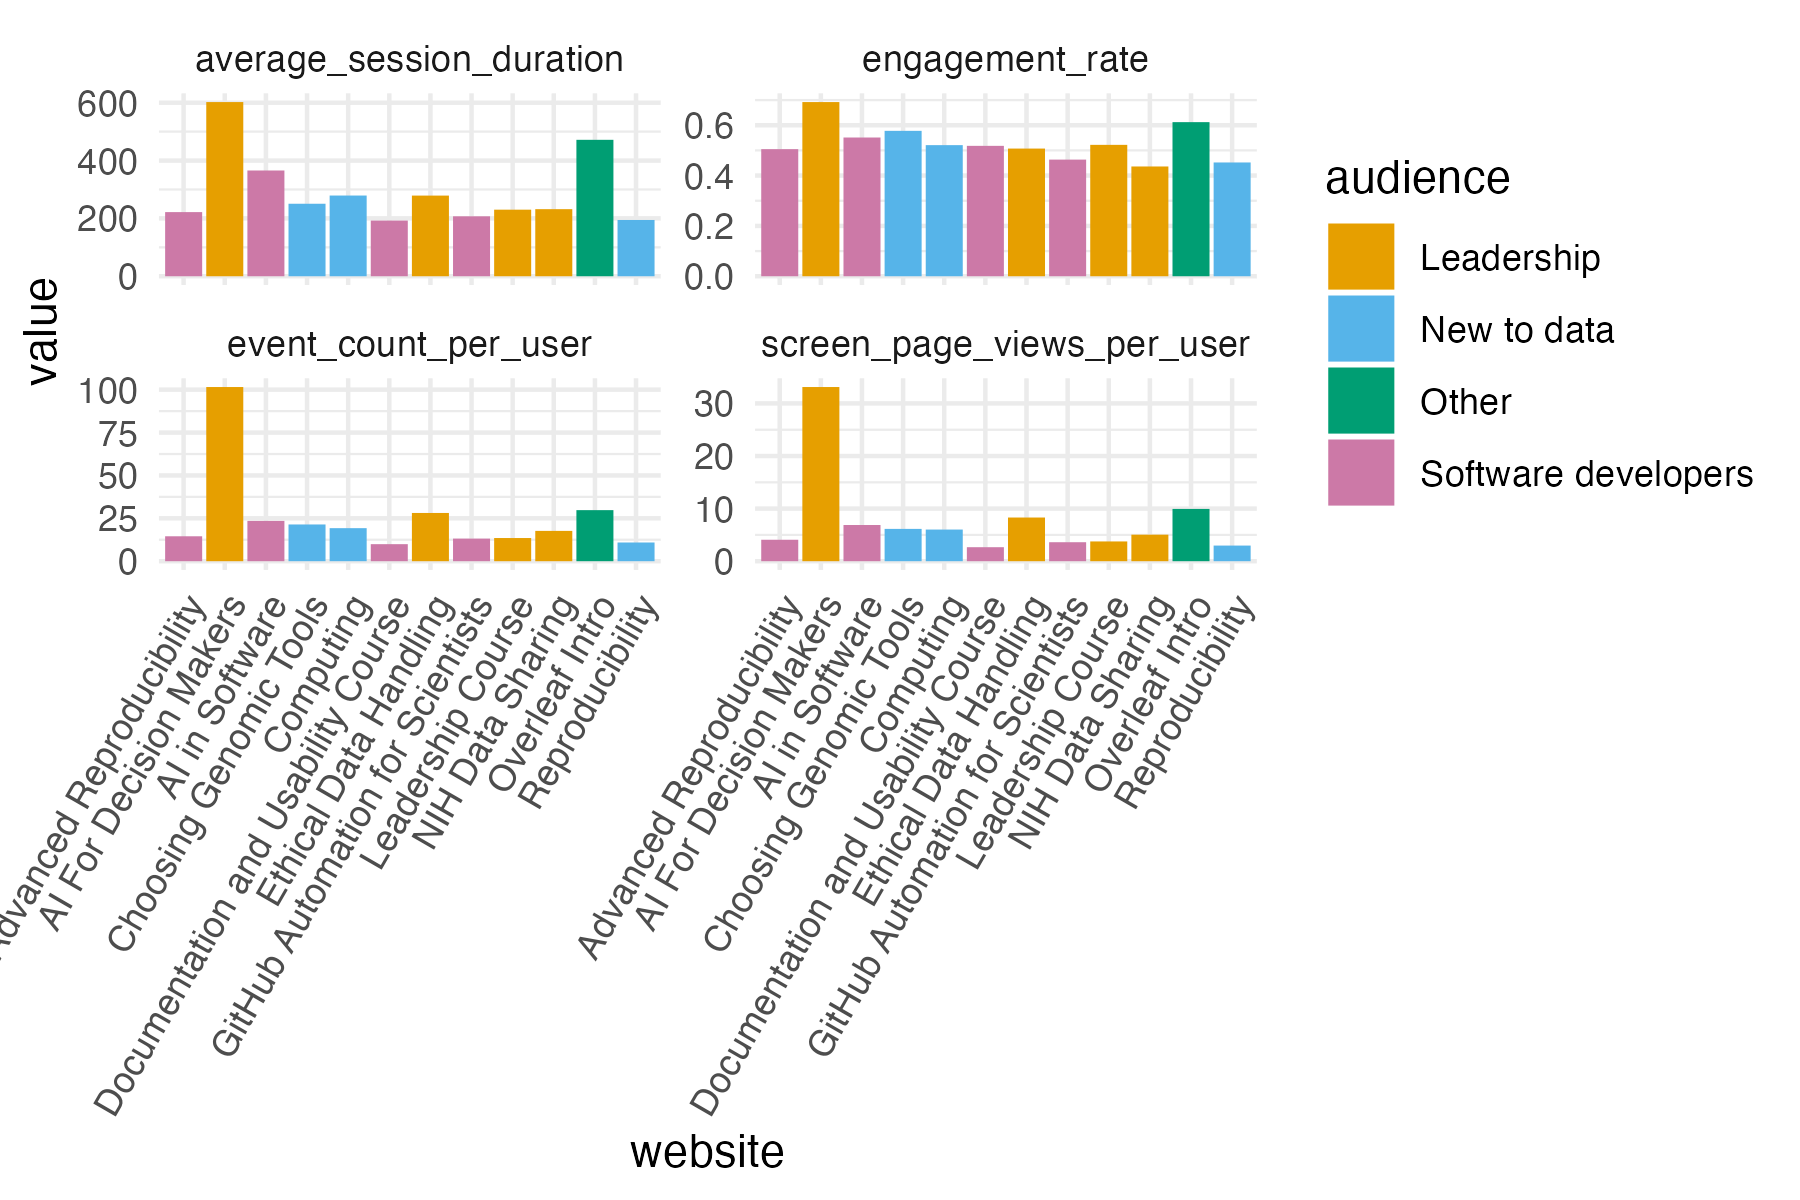 average_session_duration
engagement_rate
600
400
200
0
0.6
0.4
0.2
0.0
event_count_per_user
screen_page_views_per_user
100
75
50
25
0
30
20
10
0
value
Advanced Reproducibility
AI For Decision Makers
AI in Software
Choosing Genomic Tools
Computing
Documentation and Usability Course
Ethical Data Handling
GitHub Automation for Scientists
Leadership Course
NIH Data Sharing
Overleaf Intro
Reproducibility
Advanced Reproducibility
AI For Decision Makers
AI in Software
Choosing Genomic Tools
Computing
Documentation and Usability Course
Ethical Data Handling
GitHub Automation for Scientists
Leadership Course
NIH Data Sharing
Overleaf Intro
Reproducibility
website
audience
Leadership
New to data
Other
Software developers